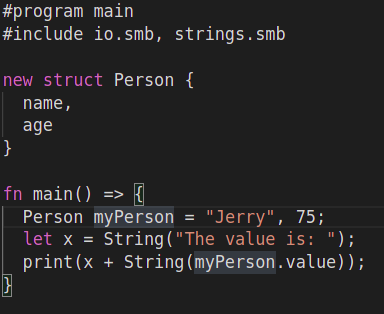 #program main
#include io.smb, strings.smb
new struct Person {
name,
age
}
fn main() => {
Person myPerson = "Jerry", 75;
let x = String("The value is: ");
print(x + String(myPerson.value));
}